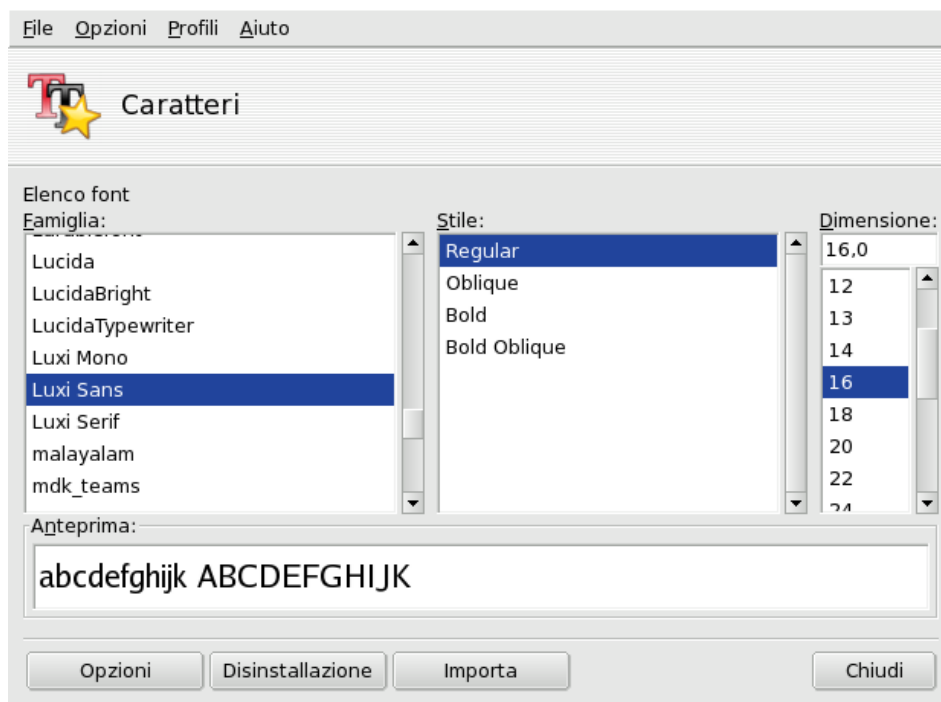 File Opzioni Profili Aiuto
Caratteri
Elenco font
Famiglia:
Lucida
LucidaBright
LucidaTypewriter
Luxi Mono
Luxi Sans
Luxi Serif
malayalam
mdk_teams
Stile:
Regular
Oblique
Bold
Bold Oblique
Dimensione:
16,0
12
13
14
16
18
20
22
24
Anteprima:
abcdefghijk ABCDEFGHIJK
Opzioni Disinstallazione Importa Chiudi